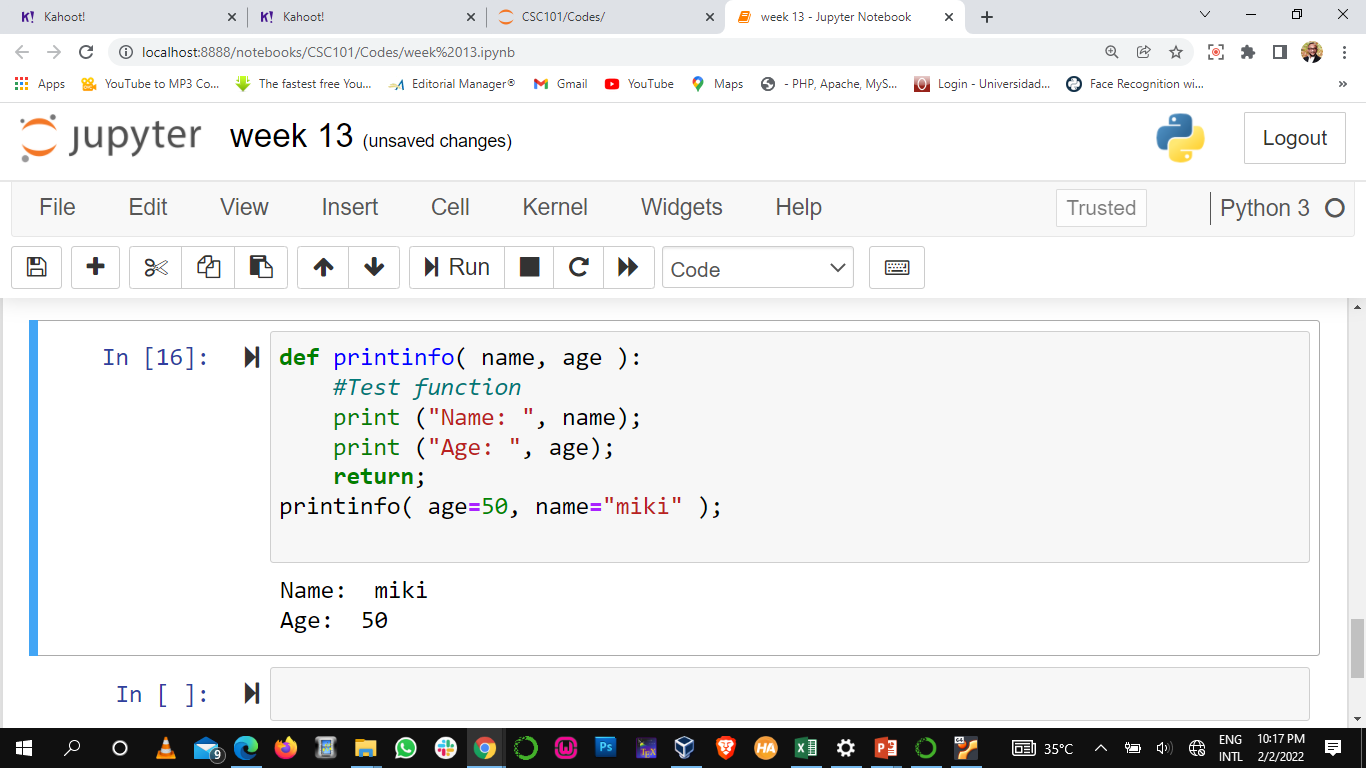 Kahoot!
Kahoot!
CSC101/Codes/
week 13 - Jupyter Notebook
localhost:8888/notebooks/CSC101/Codes/week%2013.ipynb
Apps YouTube to MP3 Co... The fastest free You... Editorial Manager® Gmail YouTube Maps - PHP, Apache, MyS... Login - Universidad... Face Recognition wi... »
jupyter week 13 (unsaved changes) Logout
File Edit View Insert Cell Kernel Widgets Help Trusted Python 3
Run Code
In [16]: def printinfo( name, age ):
    #Test function
    print ("Name: ", name);
    print ("Age: ", age);
    return;
printinfo( age=50, name="miki" );
Name:  miki
Age:  50
In [ ]:
9 Ps HA 64 35°C ENG 10:17 PM
INTL 2/2/2022